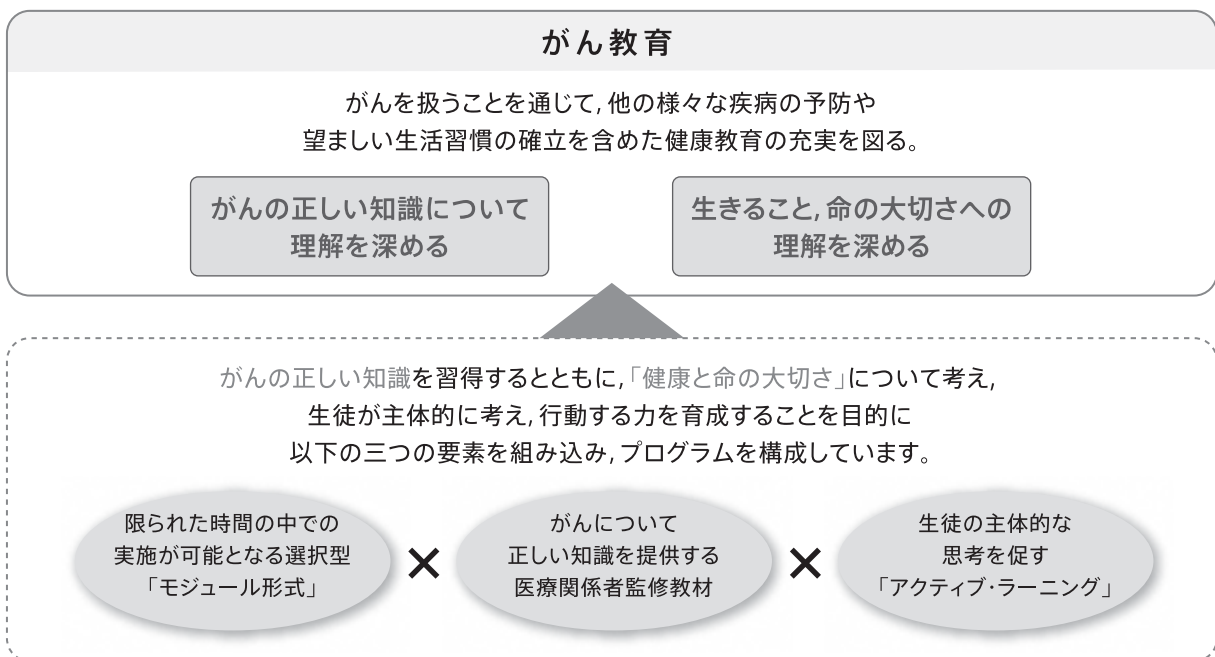 がん教育
がんを扱うことを通じて,他の様々な疾病の予防や
望ましい生活習慣の確立を含めた健康教育の充実を図る。
がんの正しい知識について
理解を深める
生きること,命の大切さへの
理解を深める
がんの正しい知識を習得するとともに,「健康と命の大切さ」について考え,
生徒が主体的に考え,行動する力を育成することを目的に
以下の三つの要素を組み込み,プログラムを構成しています。
限られた時間の中での
実施が可能となる選択型
「モジュール形式」
×
がんについて
正しい知識を提供する
医療関係者監修教材
×
生徒の主体的な
思考を促す
「アクティブ・ラーニング」